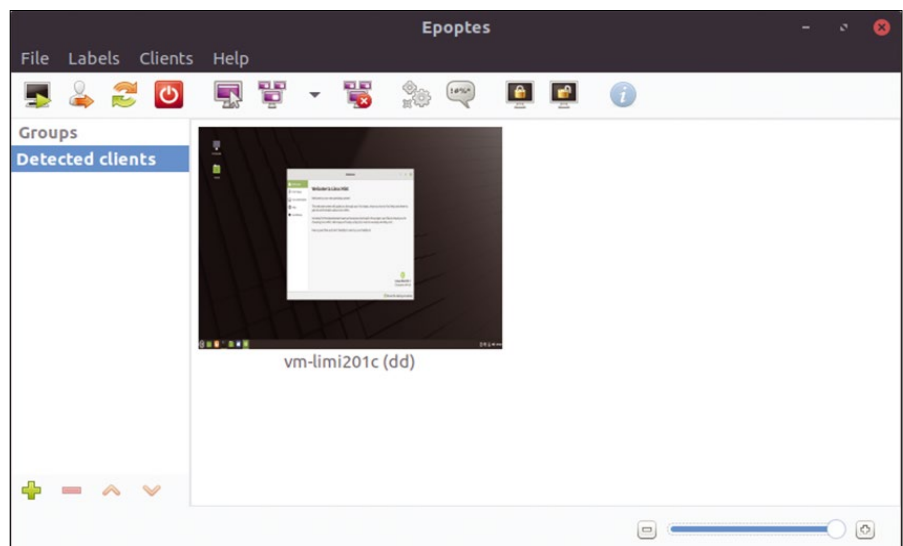 Epoptes
File Labels Clients Help
!@%*
Groups
Detected clients
Welcome to Linux Mint
vm-limi201c (dd)